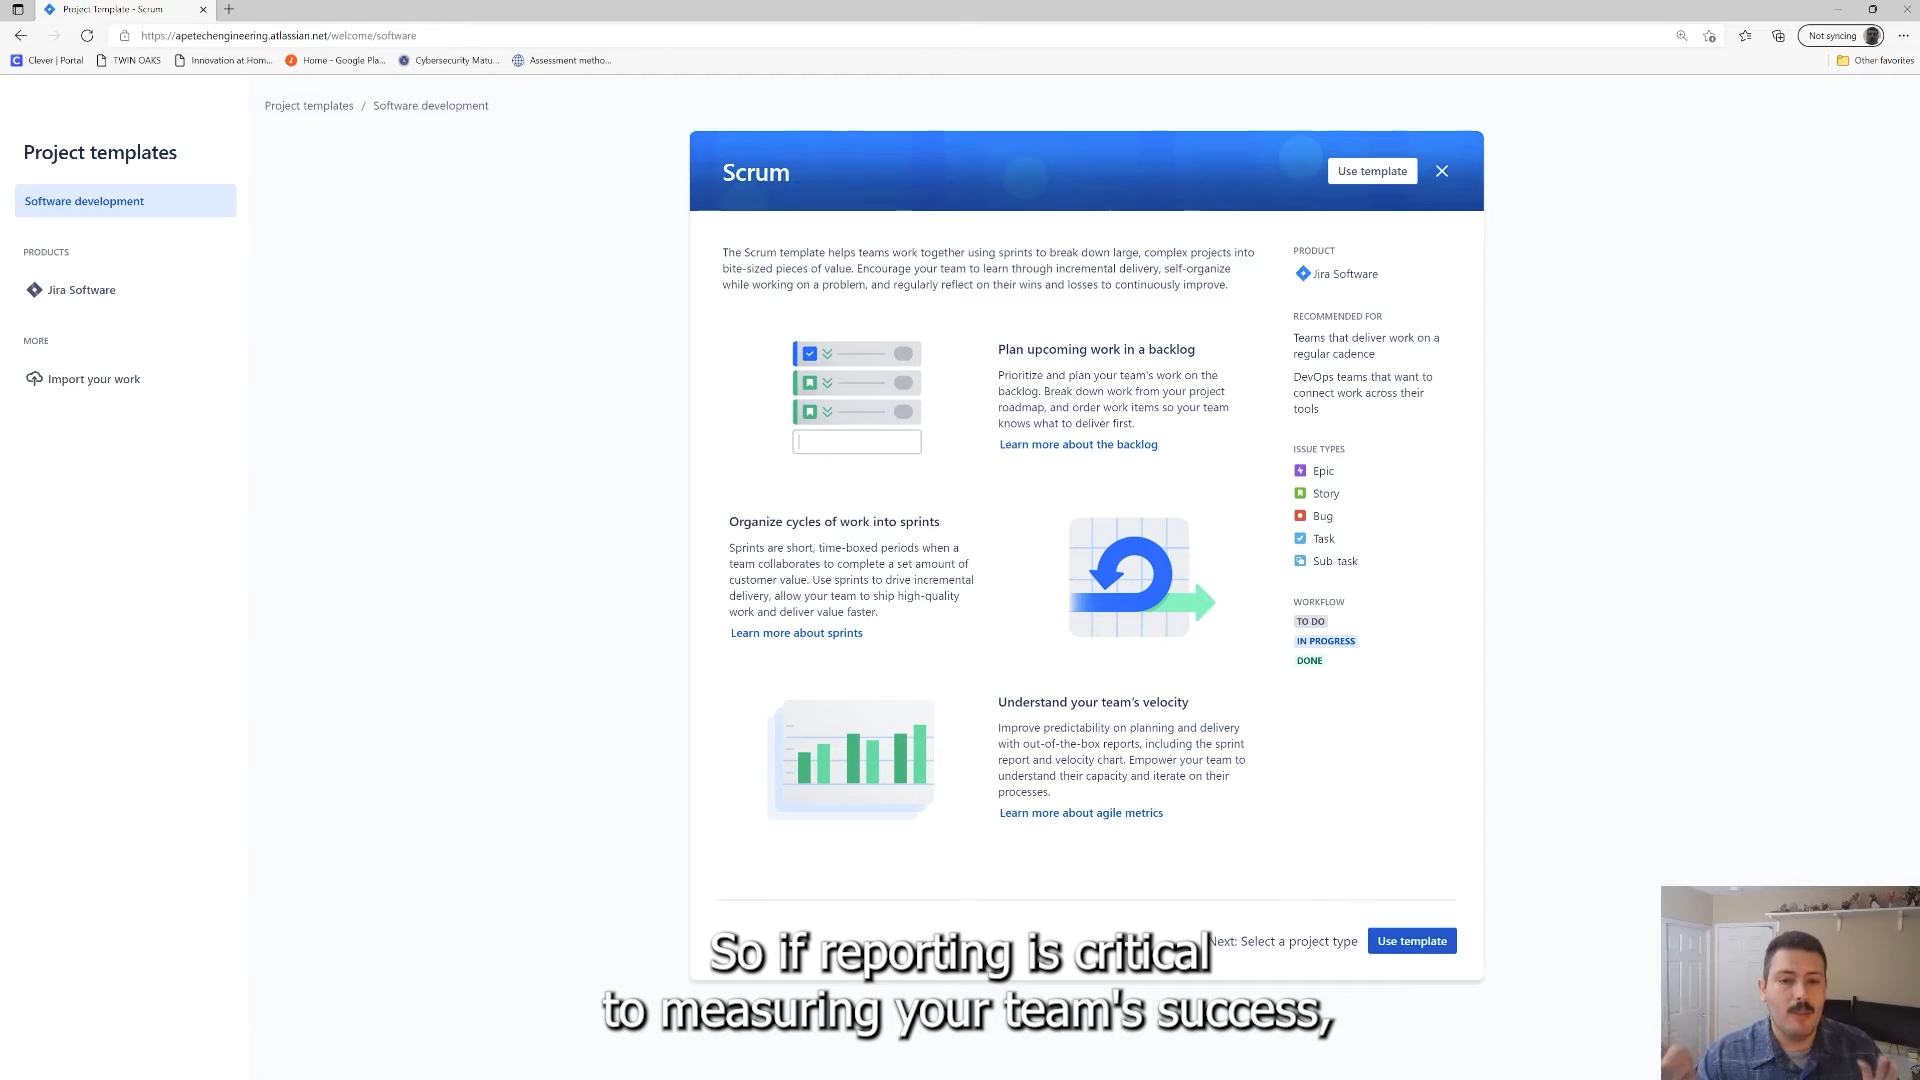 Project Template - Scrum
https://apetechengineering.atlassian.net/welcome/software
Not syncing
Clever | Portal
TWIN OAKS
Innovation at Hom...
Home - Google Pla...
Cybersecurity Matu...
Assessment metho...
Other favorites
Project templates / Software development
Project templates
Software development
PRODUCTS
Jira Software
MORE
Import your work
Scrum
Use template
The Scrum template helps teams work together using sprints to break down large, complex projects into
bite-sized pieces of value. Encourage your team to learn through incremental delivery, self-organize
while working on a problem, and regularly reflect on their wins and losses to continuously improve.
Plan upcoming work in a backlog
Prioritize and plan your team's work on the
backlog. Break down work from your project
roadmap, and order work items so your team
knows what to deliver first.
Learn more about the backlog
Organize cycles of work into sprints
Sprints are short, time-boxed periods when a
team collaborates to complete a set amount of
customer value. Use sprints to drive incremental
delivery, allow your team to ship high-quality
work and deliver value faster.
Learn more about sprints
Understand your team's velocity
Improve predictability on planning and delivery
with out-of-the-box reports, including the sprint
report and velocity chart. Empower your team to
understand their capacity and iterate on their
processes.
Learn more about agile metrics
PRODUCT
Jira Software
RECOMMENDED FOR
Teams that deliver work on a
regular cadence
DevOps teams that want to
connect work across their
tools
ISSUE TYPES
Epic
Story
Bug
Task
Sub-task
WORKFLOW
TO DO
IN PROGRESS
DONE
Next: Select a project type
Use template
So if reporting is critical
to measuring your team's success,